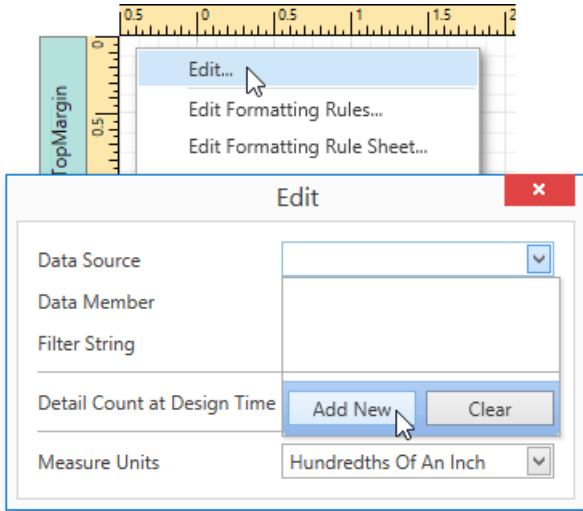 0.5 0 0.5 1 1.5 2
0
TopMargin
0.5
Edit...
Edit Formatting Rules...
Edit Formatting Rule Sheet...
Edit
Data Source
Data Member
Filter String
Detail Count at Design Time
Add New Clear
Measure Units Hundredths Of An Inch